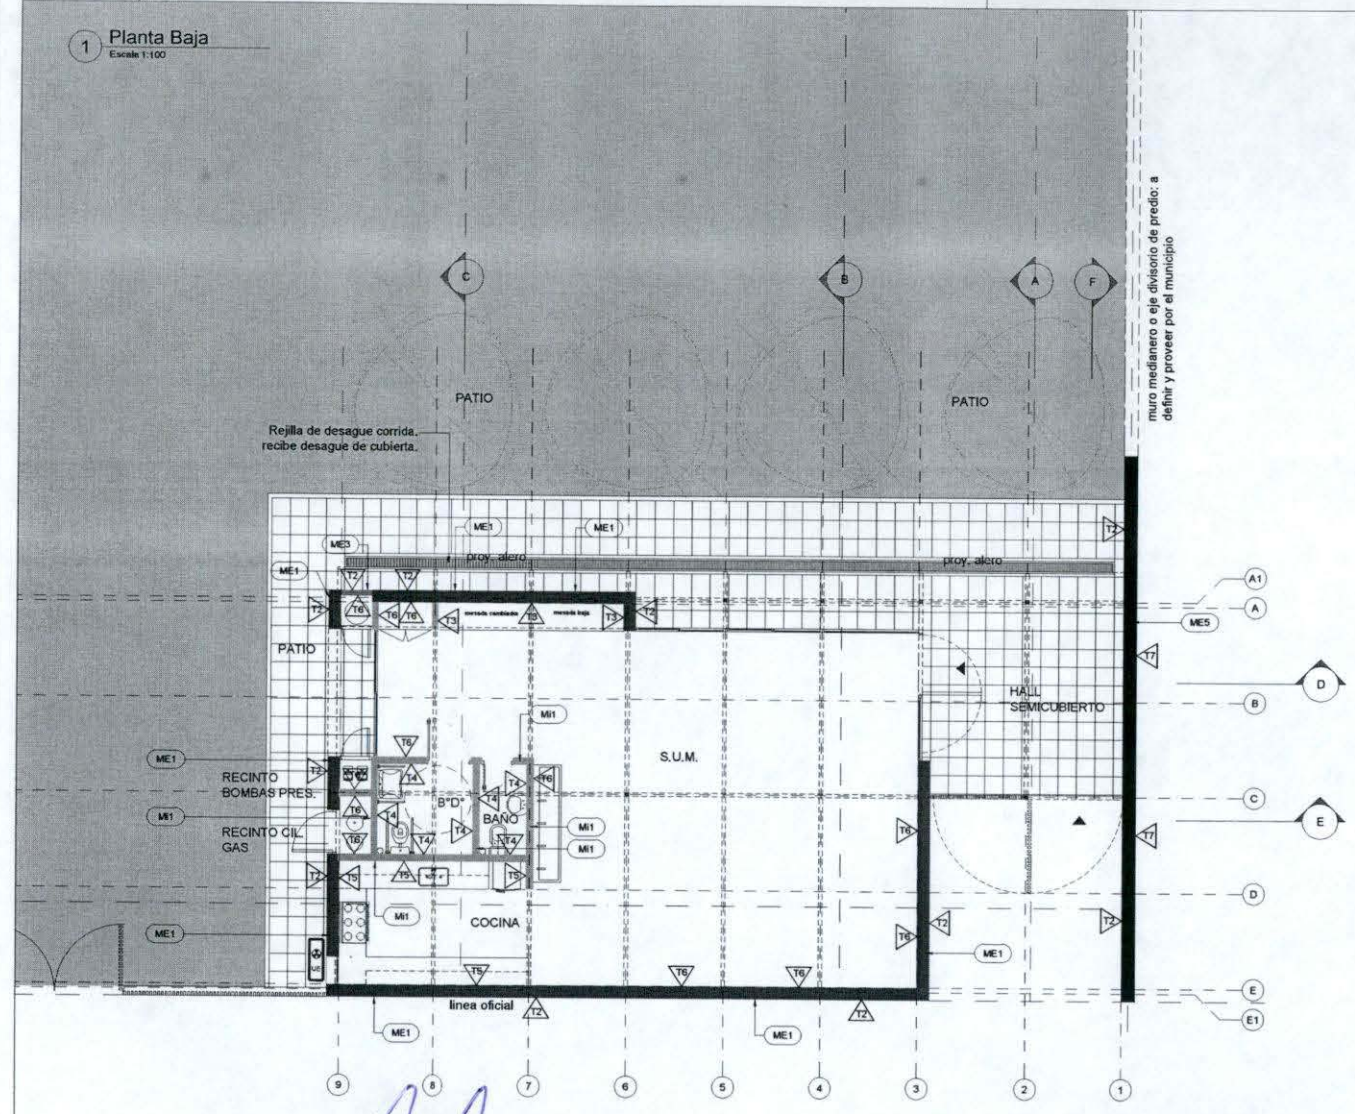 1
Planta Baja
Escale 1:100
muro medianero o eje divisorio de predio: a
definir y proveer por el municipio
C
B
A
F
PATIO
PATIO
Rejilla de desague corrida.
recibe desague de cubierta.
T2
ME1
ME1
ME3
proy. alero
proy. alero
ME1
T2
T2
A1
T2
T6
T6
T6
T3
T3
T3
T2
A
ME5
PATIO
T7
D
HALL
SEMICUBIERTO
B
Mi1
T6
ME1
S.U.M.
T2
T4
T4
T6
RECINTO
BOMBAS PRES.
B°D°
T4
C
T6
T4
BAÑO
Mi1
E
RECINTO CIL.
GAS
T4
Mi1
T6
T7
T6
T4
T4
Mi1
T2
T5
T5
T5
D
Mi1
COCINA
T2
T2
ME1
T6
ME1
UE
T5
T6
T6
E
linea oficial
T2
T2
E1
ME1
ME1
9
8
7
6
5
4
3
2
1